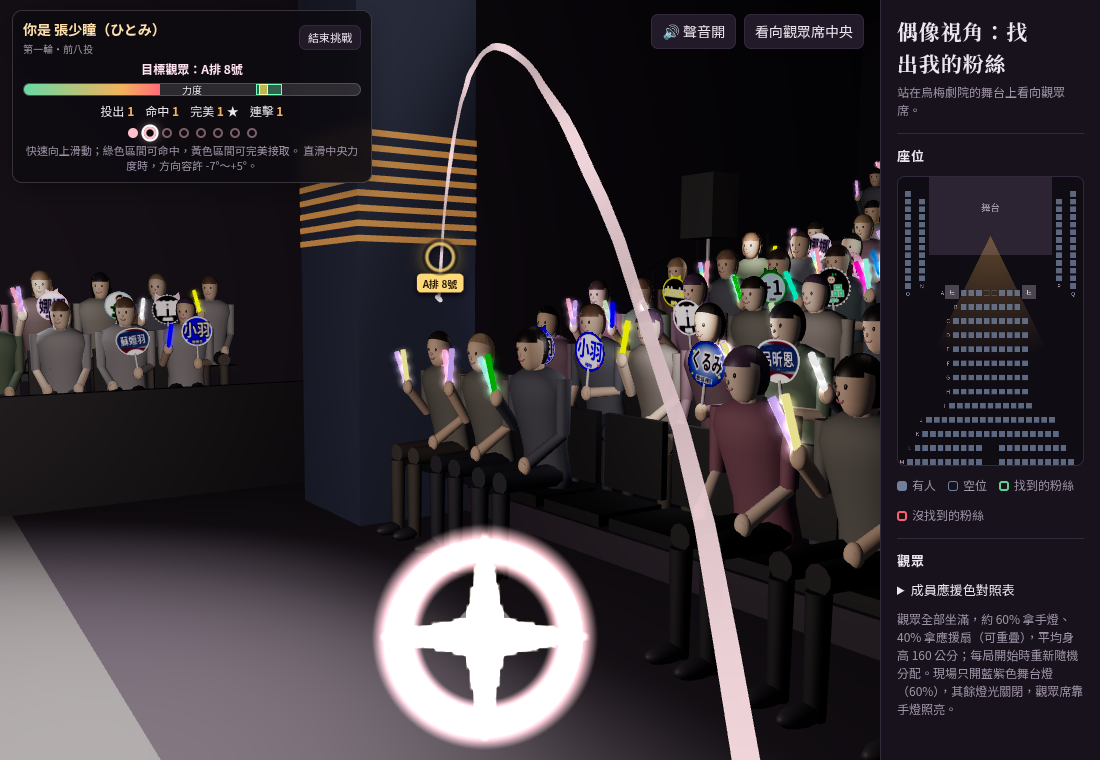 你是 張少瞳（ひとみ）
第一輪・前八投
結束挑戰
目標觀眾：A排 8號
力度
投出 1 命中 1 完美 1 ★ 連擊 1
快速向上滑動；綠色區間可命中，黃色區間可完美接取。 直滑中央力
度時，方向容許 -7°～+5°。
🔊 聲音開
看向觀眾席中央
A排 8號
小羽
蘇媥羽
小羽
くるみ
+1
偶像視角：找
出我的粉絲
站在烏梅劇院的舞台上看向觀眾
席。
座位
舞台
有人
空位
找到的粉絲
沒找到的粉絲
觀眾
▶ 成員應援色對照表
觀眾全部坐滿，約 60% 拿手燈、
40% 拿應援扇（可重疊），平均身
高 160 公分；每局開始時重新隨機
分配。現場只開藍紫色舞台燈
（60%），其餘燈光關閉，觀眾席靠
手燈照亮。